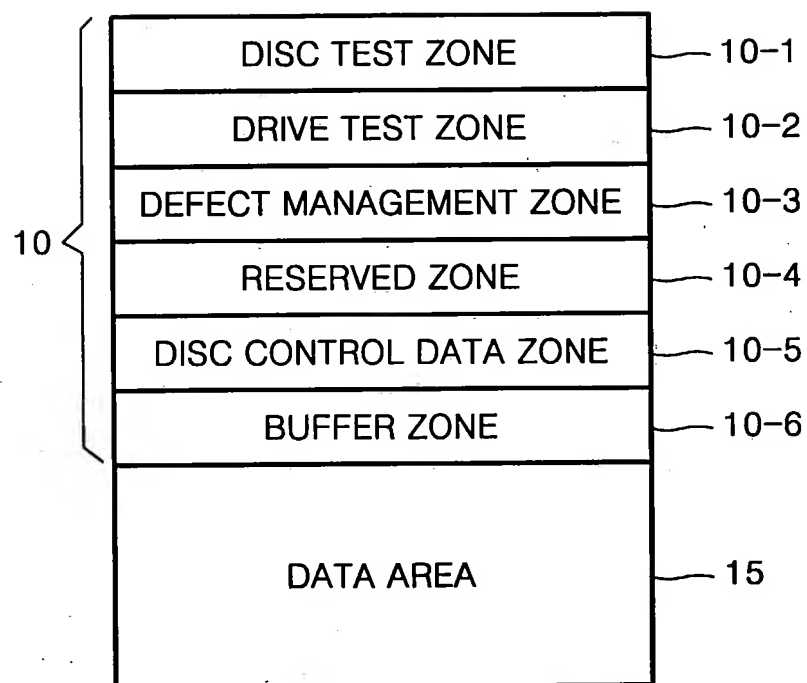 DISC TEST ZONE 10-1
DRIVE TEST ZONE 10-2
DEFECT MANAGEMENT ZONE 10-3
10
RESERVED ZONE 10-4
DISC CONTROL DATA ZONE 10-5
BUFFER ZONE 10-6
DATA AREA 15